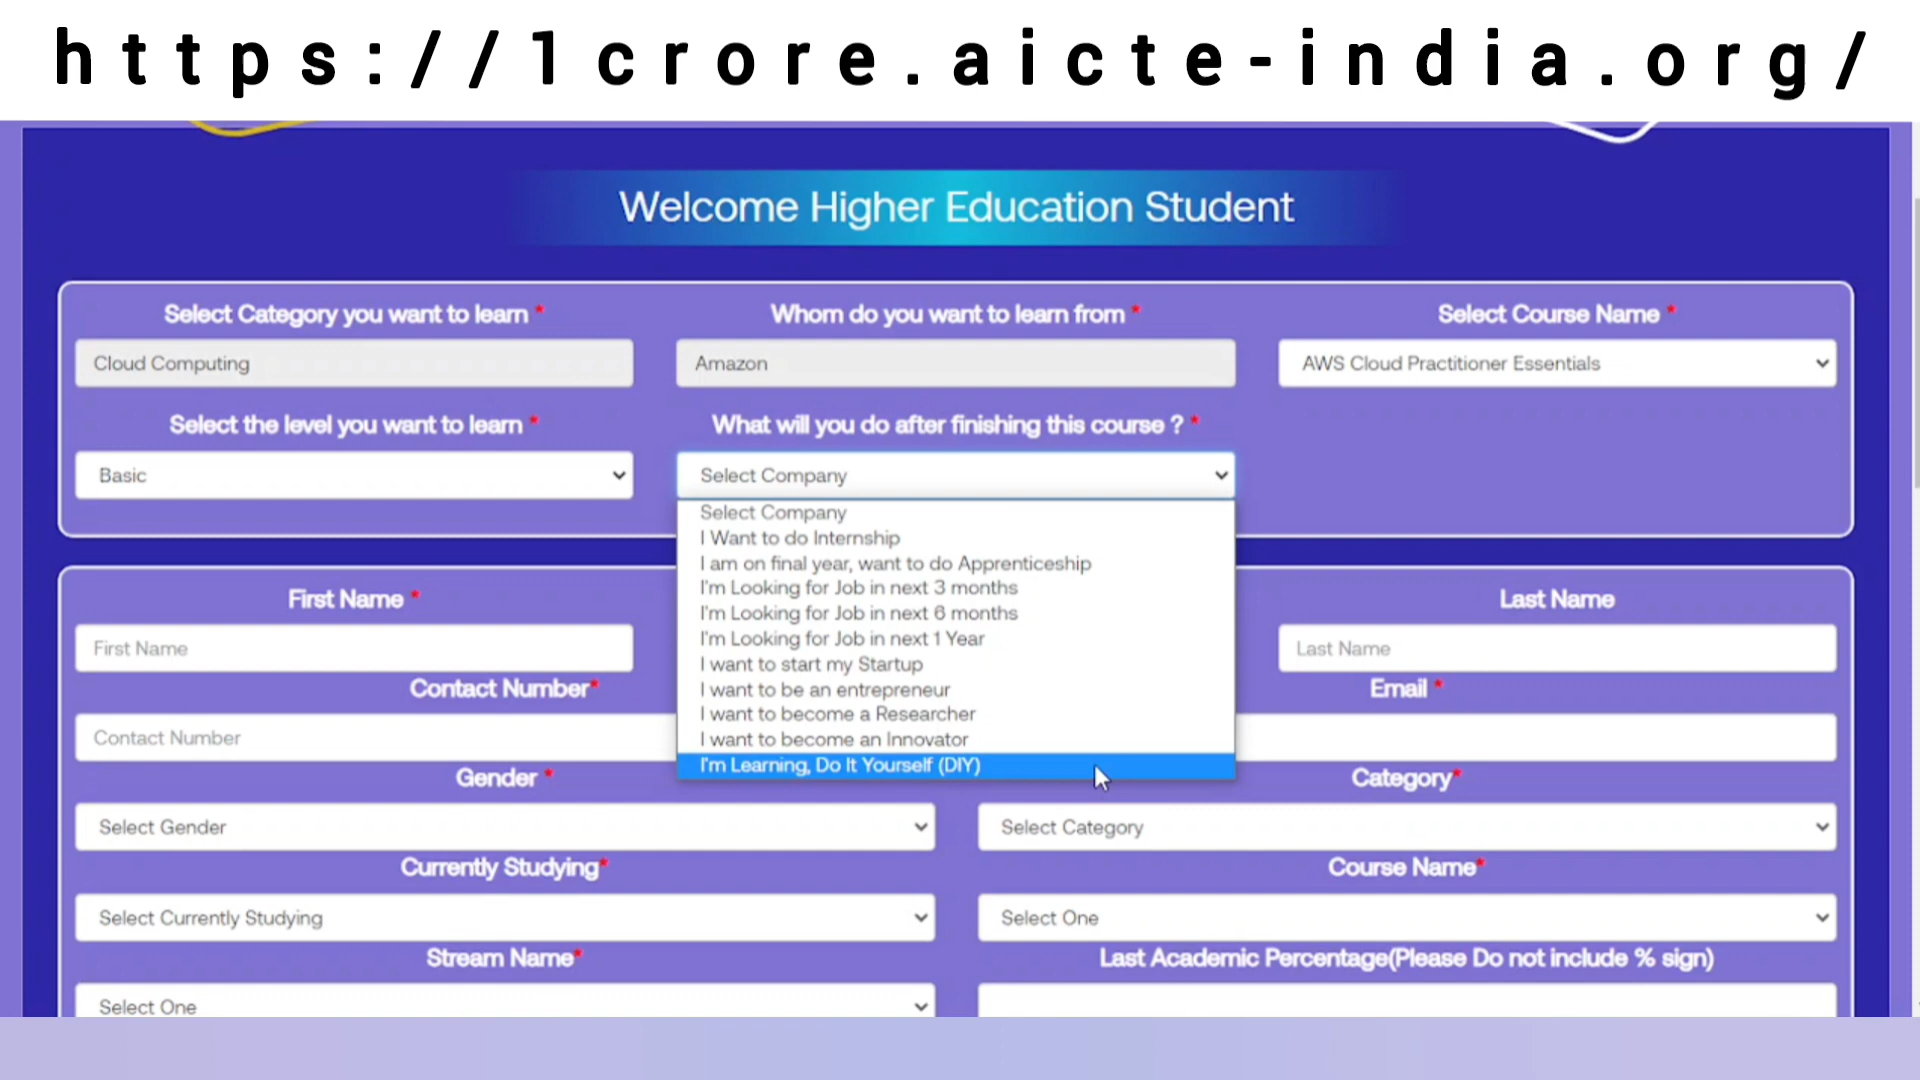 https://1crore.aicte-india.org/
Welcome Higher Education Student
Select Category you want to learn *
Whom do you want to learn from *
Select Course Name *
Cloud Computing
Amazon
AWS Cloud Practitioner Essentials
Select the level you want to learn *
What will you do after finishing this course ? *
Basic
Select Company
Select Company
I Want to do Internship
I am on final year, want to do Apprenticeship
I'm Looking for Job in next 3 months
I'm Looking for Job in next 6 months
I'm Looking for Job in next 1 Year
I want to start my Startup
I want to be an entrepreneur
I want to become a Researcher
I want to become an Innovator
I'm Learning, Do It Yourself (DIY)
First Name *
Last Name
First Name
Last Name
Contact Number*
Email *
Contact Number
Gender *
Category*
Select Gender
Select Category
Currently Studying*
Course Name*
Select Currently Studying
Select One
Stream Name*
Last Academic Percentage(Please Do not include % sign)
Select One